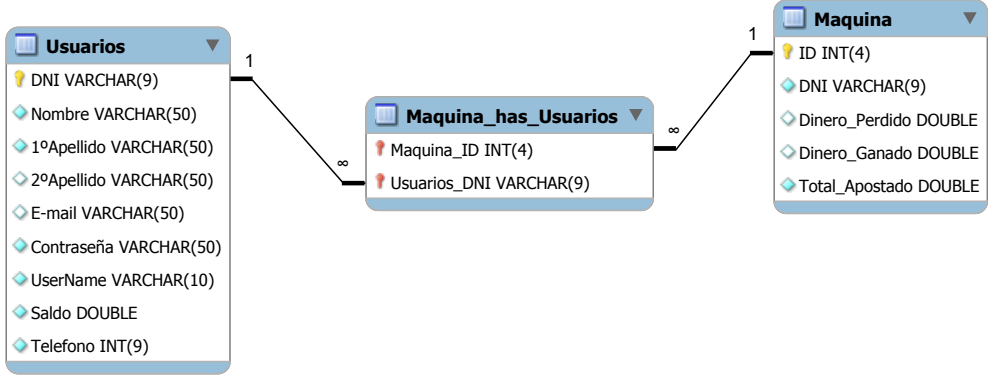 Usuarios
DNI VARCHAR(9)
Nombre VARCHAR(50)
1ºApellido VARCHAR(50)
2ºApellido VARCHAR(50)
E-mail VARCHAR(50)
Contraseña VARCHAR(50)
UserName VARCHAR(10)
Saldo DOUBLE
Telefono INT(9)
1
∞
Maquina_has_Usuarios
Maquina_ID INT(4)
Usuarios_DNI VARCHAR(9)
∞
1
Maquina
ID INT(4)
DNI VARCHAR(9)
Dinero_Perdido DOUBLE
Dinero_Ganado DOUBLE
Total_Apostado DOUBLE